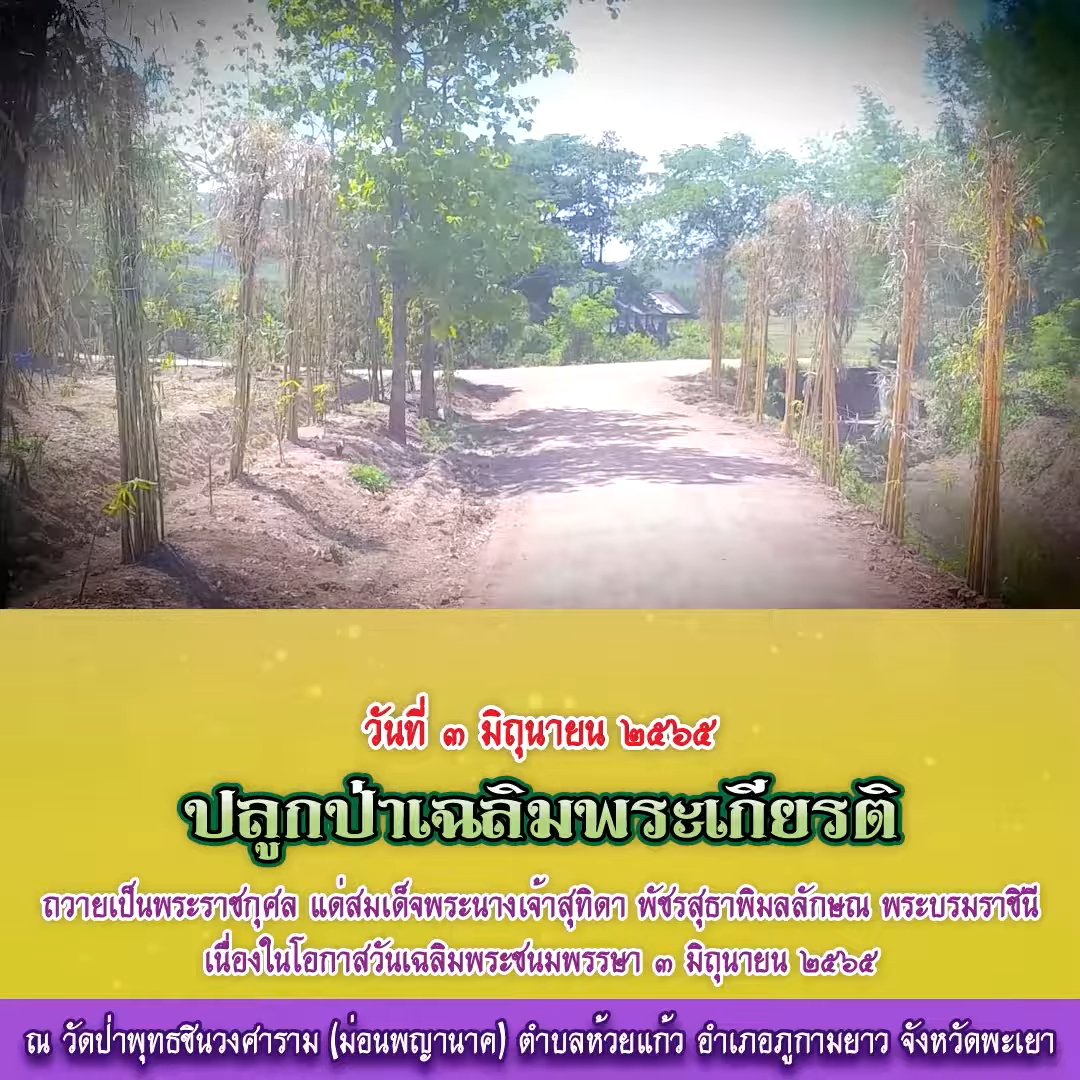 วันที่ ๓ มิถุนายน ๒๕๖๕
ปลูกป่าเฉลิมพระเกียรติ
ถวายเป็นพระราชกุศล แด่สมเด็จพระนางเจ้าสุทิดา พัชรสุธาพิมลลักษณ พระบรมราชินี
เนื่องในโอกาสวันเฉลิมพระชนมพรรษา ๓ มิถุนายน ๒๕๖๕
ณ วัดป่าพุทธชินวงศาราม (ม่อนพญานาค) ตำบลห้วยแก้ว อำเภอภูกามยาว จังหวัดพะเยา